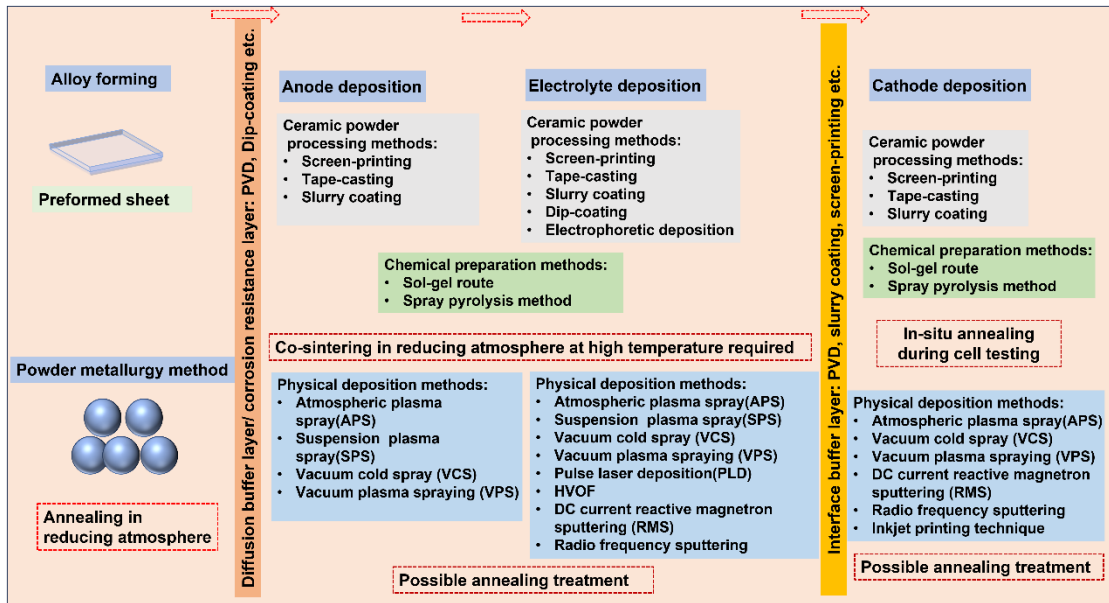 Alloy forming
Preformed sheet
Powder metallurgy method
Annealing in
reducing atmosphere
Diffusion buffer layer/ corrosion resistance layer: PVD, Dip-coating etc.
Anode deposition
Ceramic powder
processing methods:
• Screen-printing
• Tape-casting
• Slurry coating
Electrolyte deposition
Ceramic powder
processing methods:
• Screen-printing
• Tape-casting
• Slurry coating
• Dip-coating
• Electrophoretic deposition
Chemical preparation methods:
• Sol-gel route
• Spray pyrolysis method
Co-sintering in reducing atmosphere at high temperature required
Physical deposition methods:
• Atmospheric plasma
spray(APS)
• Suspension plasma
spray(SPS)
• Vacuum cold spray (VCS)
• Vacuum plasma spraying (VPS)
Physical deposition methods:
• Atmospheric plasma spray(APS)
• Suspension plasma spray(SPS)
• Vacuum cold spray (VCS)
• Vacuum plasma spraying (VPS)
• Pulse laser deposition(PLD)
• HVOF
• DC current reactive magnetron
sputtering (RMS)
• Radio frequency sputtering
Possible annealing treatment
Interface buffer layer: PVD, slurry coating, screen-printing etc.
Cathode deposition
Ceramic powder
processing methods:
• Screen-printing
• Tape-casting
• Slurry coating
Chemical preparation methods:
• Sol-gel route
• Spray pyrolysis method
In-situ annealing
during cell testing
Physical deposition methods:
• Atmospheric plasma spray(APS)
• Vacuum cold spray (VCS)
• Vacuum plasma spraying (VPS)
• DC current reactive magnetron
sputtering (RMS)
• Radio frequency sputtering
• Inkjet printing technique
Possible annealing treatment